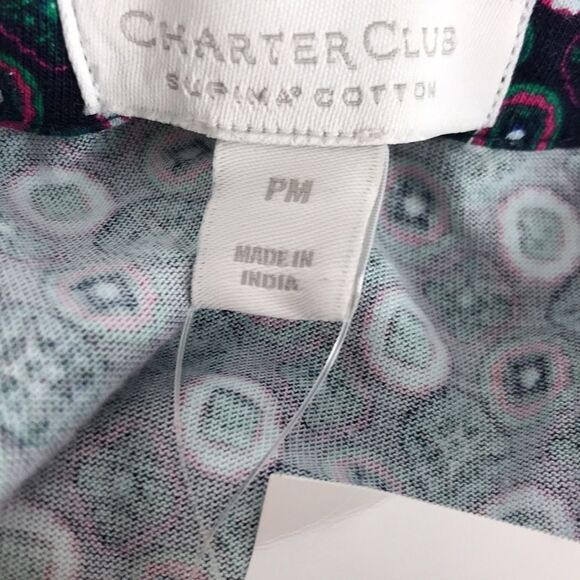 CHARTER CLUB
SUPIMA® COTTON
PM
MADE IN
INDIA